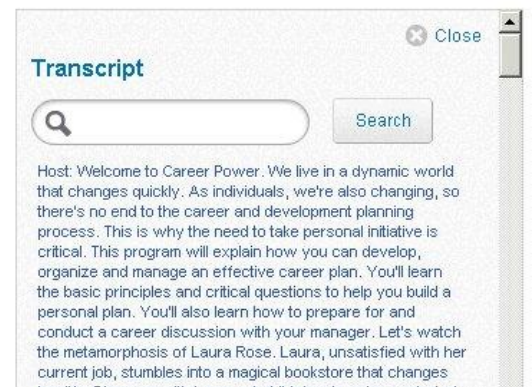 Close
Transcript
Search
Host: Welcome to Career Power. We live in a dynamic world
that changes quickly. As individuals, we're also changing, so
there's no end to the career and development planning
process. This is why the need to take personal initiative is
critical. This program will explain how you can develop,
organize and manage an effective career plan. You'll learn
the basic principles and critical questions to help you build a
personal plan. You'll also learn how to prepare for and
conduct a career discussion with your manager. Let's watch
the metamorphosis of Laura Rose. Laura, unsatisfied with her
current job, stumbles into a magical bookstore that changes